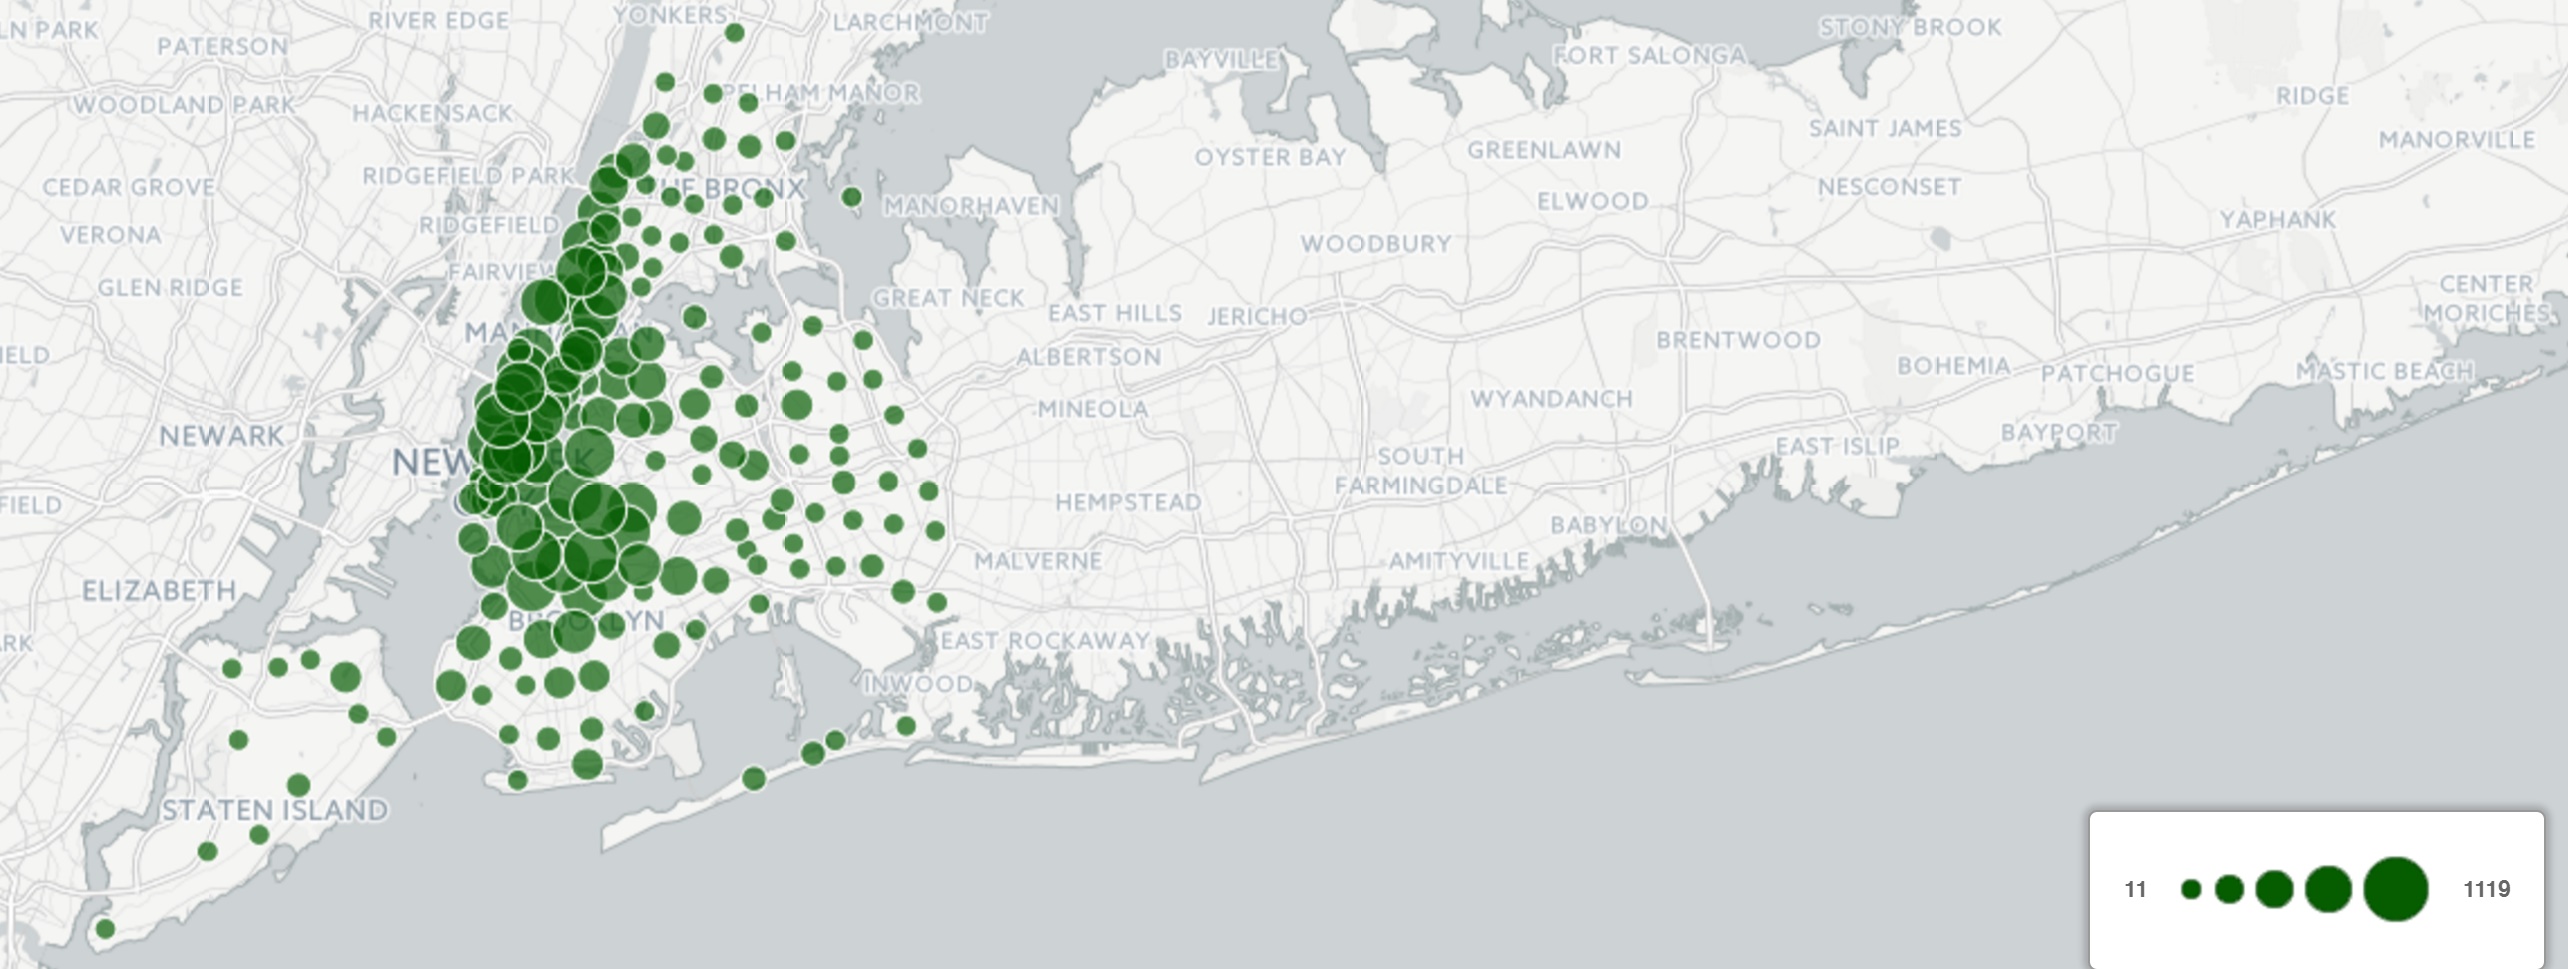 YONKERS
LARCHMONT
RIVER EDGE
LN PARK
STONY BROOK
PATERSON
FORT SALONGA
BAYVILLE
PELHAM MANOR
RIDGE
WOODLAND PARK
HACKENSACK
SAINT JAMES
MANORVILLE
GREENLAWN
OYSTER BAY
RIDGEFIELD PARK
CEDAR GROVE
THE BRONX
NESCONSET
ELWOOD
MANORHAVEN
YAPHANK
RIDGEFIELD
VERONA
WOODBURY
FAIRVIEW
GLEN RIDGE
CENTER
MORICHES
GREAT NECK
EAST HILLS
JERICHO
MANHATTAN
BRENTWOOD
IELD
ALBERTSON
BOHEMIA
PATCHOGUE
MASTIC BEACH
WYANDANCH
MINEOLA
NEWARK
BAYPORT
EAST ISLIP
NEW YORK
SOUTH
FARMINGDALE
FIELD
HEMPSTEAD
BABYLON
MALVERNE
AMITYVILLE
ELIZABETH
BROOKLYN
ARK
EAST ROCKAWAY
INWOOD
STATEN ISLAND
11
1119